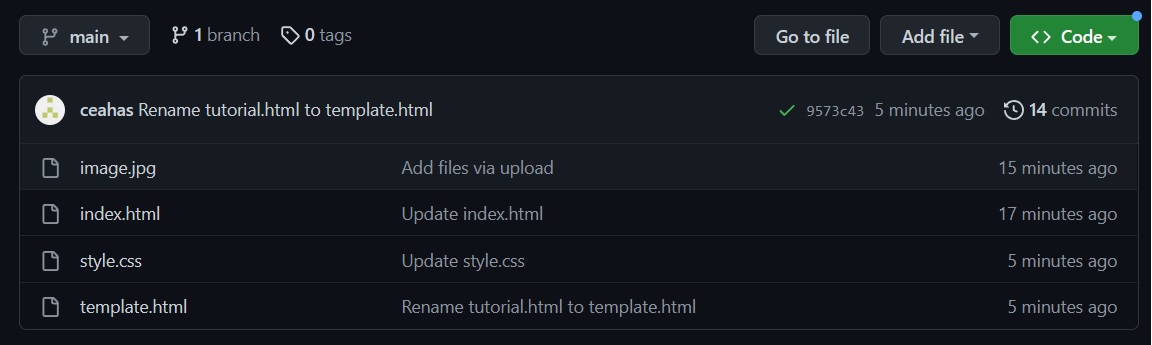 main 1 branch 0 tags Go to file Add file Code
ceahas Rename tutorial.html to template.html 9573c43 5 minutes ago 14 commits
image.jpg Add files via upload 15 minutes ago
index.html Update index.html 17 minutes ago
style.css Update style.css 5 minutes ago
template.html Rename tutorial.html to template.html 5 minutes ago